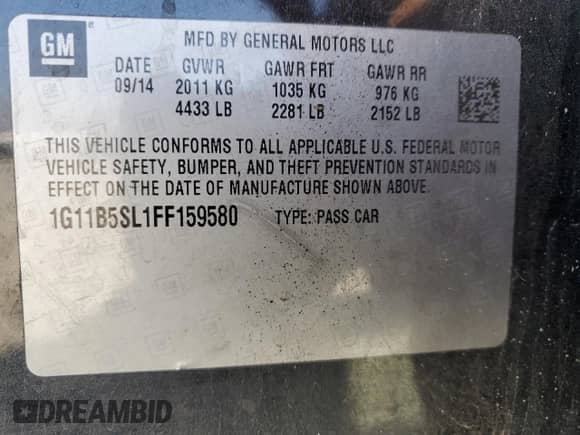 GM
MFD BY GENERAL MOTORS LLC
DATE GVWR GAWR FRT GAWR RR
09/14 2011 KG 1035 KG 976 KG
4433 LB 2281 LB 2152 LB
THIS VEHICLE CONFORMS TO ALL APPLICABLE U.S. FEDERAL MOTOR
VEHICLE SAFETY, BUMPER, AND THEFT PREVENTION STANDARDS IN
EFFECT ON THE DATE OF MANUFACTURE SHOWN ABOVE.
1G11B5SL1FF159580 TYPE: PASS CAR
DREAMBID